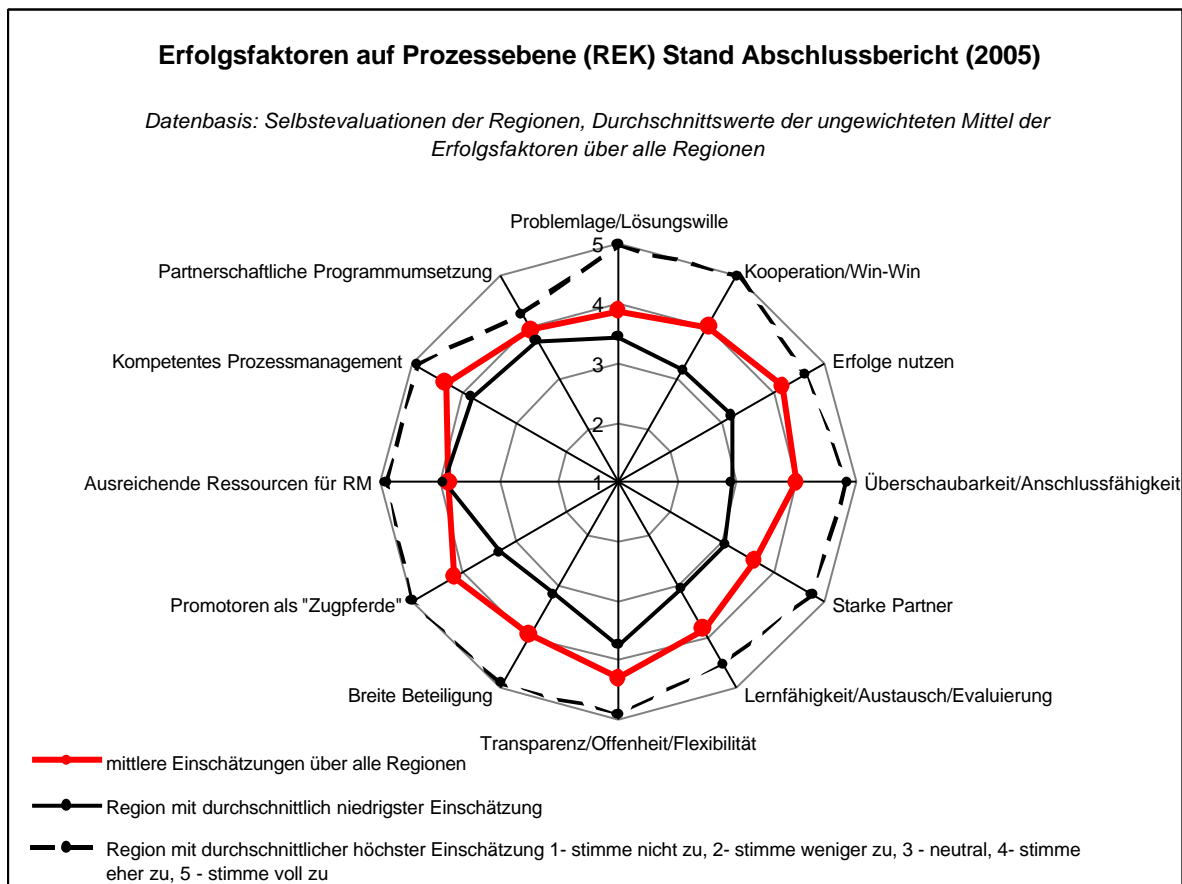 Erfolgsfaktoren auf Prozessebene (REK) Stand Abschlussbericht (2005)
Datenbasis: Selbstevaluationen der Regionen, Durchschnittswerte der ungewichteten Mittel der
Erfolgsfaktoren über alle Regionen
Problemlage/Lösungswille
5
Partnerschaftliche Programmumsetzung
Kooperation/Win-Win
4
Kompetentes Prozessmanagement
Erfolge nutzen
3
2
Ausreichende Ressourcen für RM
1
Überschaubarkeit/Anschlussfähigkeit
Promotoren als "Zugpferde"
Starke Partner
Breite Beteiligung
Lernfähigkeit/Austausch/Evaluierung
Transparenz/Offenheit/Flexibilität
mittlere Einschätzungen über alle Regionen
Region mit durchschnittlich niedrigster Einschätzung
Region mit durchschnittlicher höchster Einschätzung 1- stimme nicht zu, 2- stimme weniger zu, 3 - neutral, 4- stimme
eher zu, 5 - stimme voll zu